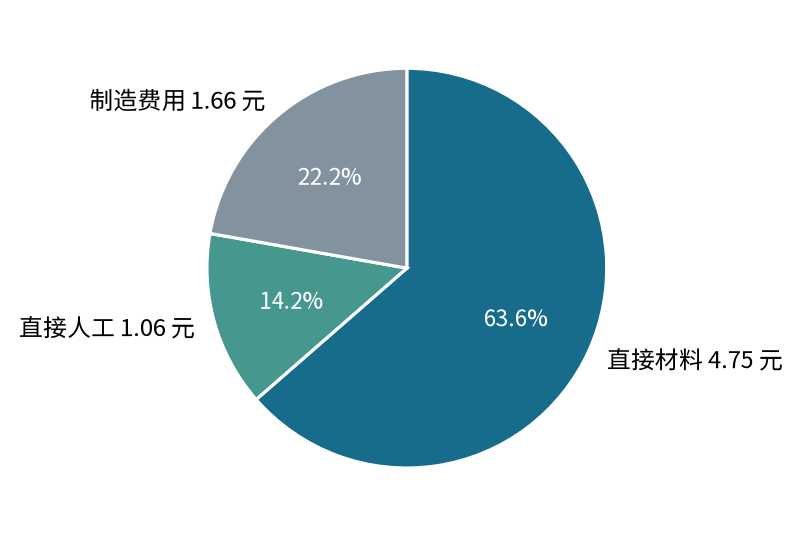 制造费用 1.66 元
22.2%
14.2%
直接人工 1.06 元
63.6%
直接材料 4.75 元